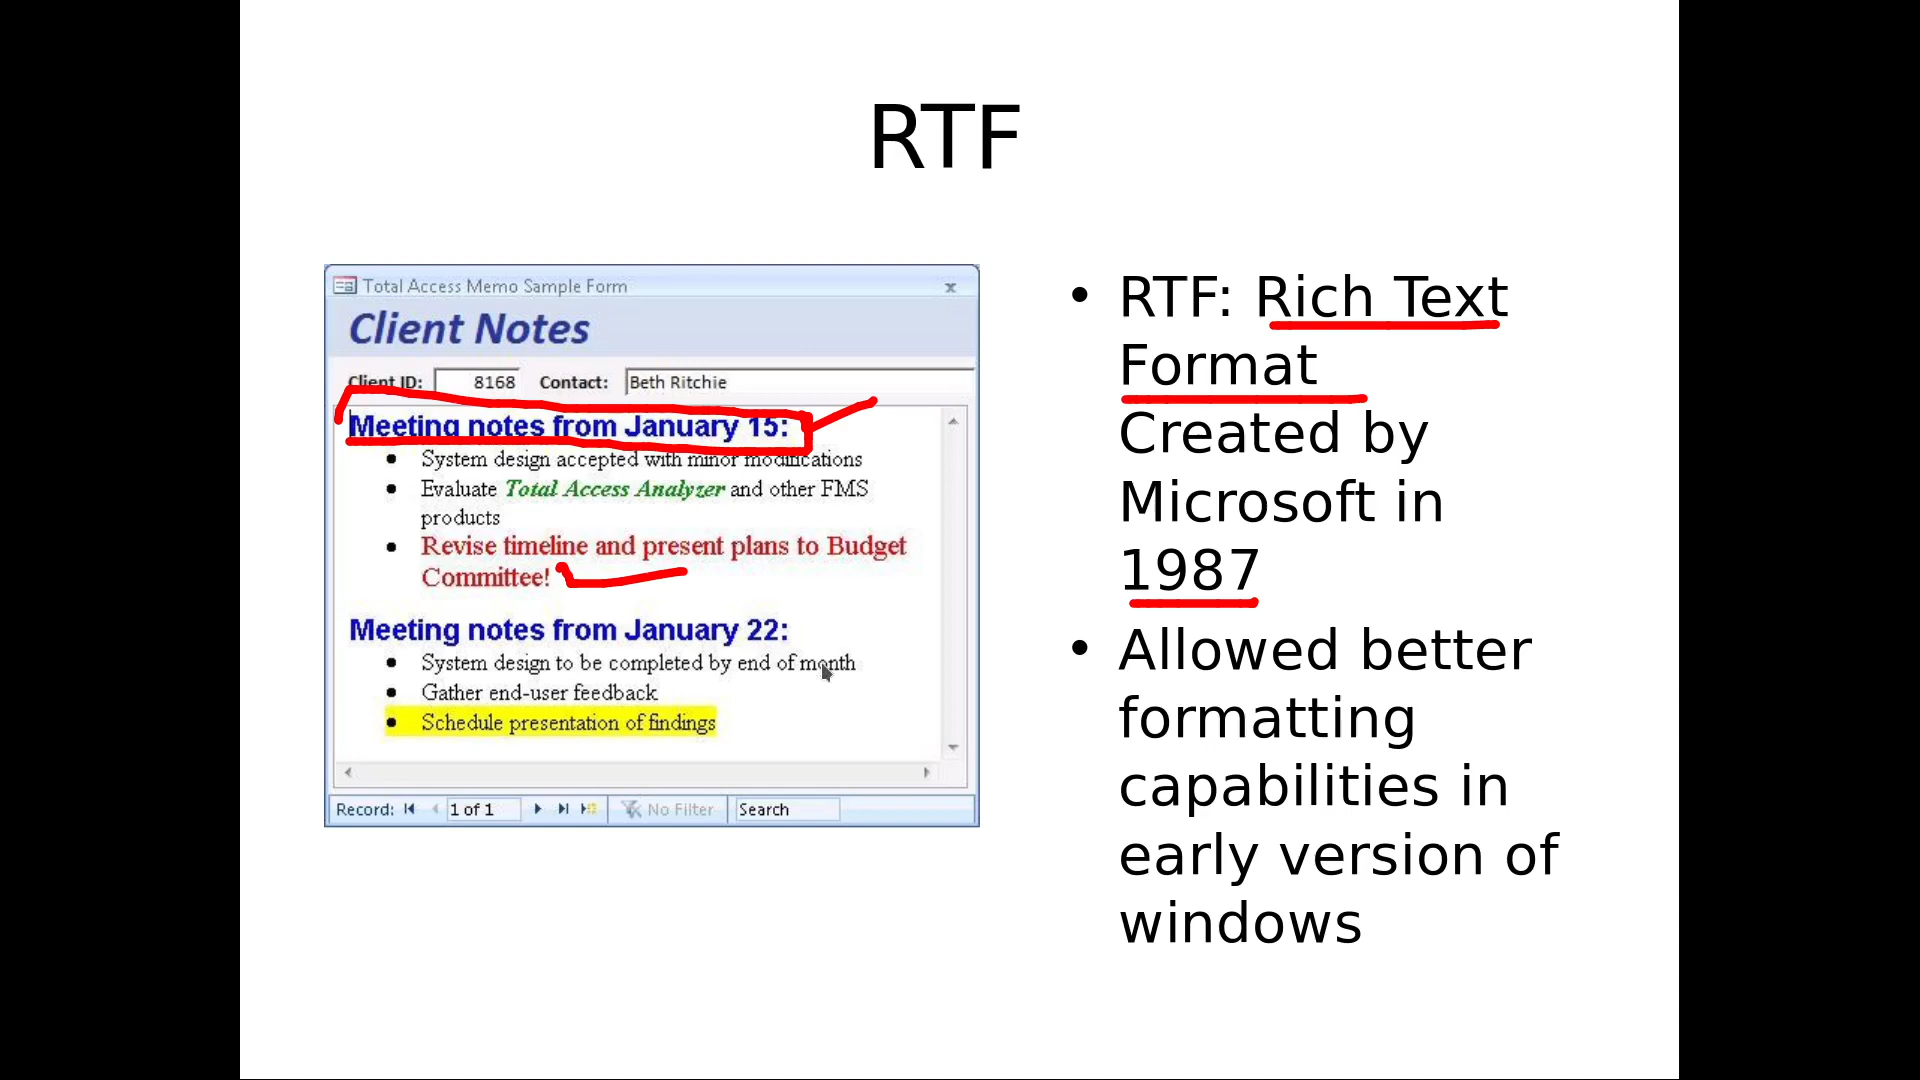 RTF
Total Access Memo Sample Form
Client Notes
Client ID: 8168 Contact: Beth Ritchie
Meeting notes from January 15:
• System design accepted with minor modifications
• Evaluate Total Access Analyzer and other FMS
products
• Revise timeline and present plans to Budget
Committee!
Meeting notes from January 22:
• System design to be completed by end of month
• Gather end-user feedback
• Schedule presentation of findings
Record: 1 of 1 No Filter Search
• RTF: Rich Text
Format
Created by
Microsoft in
1987
• Allowed better
formatting
capabilities in
early version of
windows